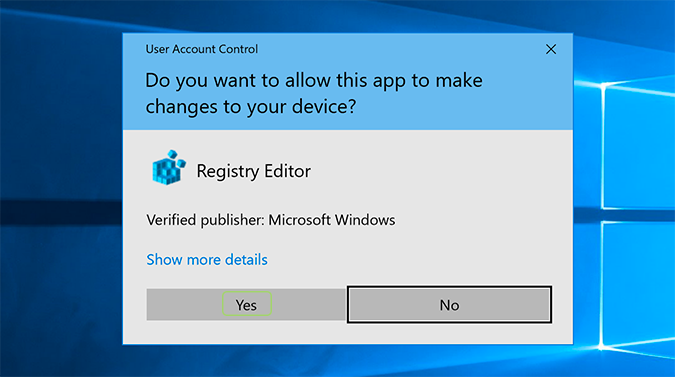 User Account Control
Do you want to allow this app to make
changes to your device?
Registry Editor
Verified publisher: Microsoft Windows
Show more details
Yes
No